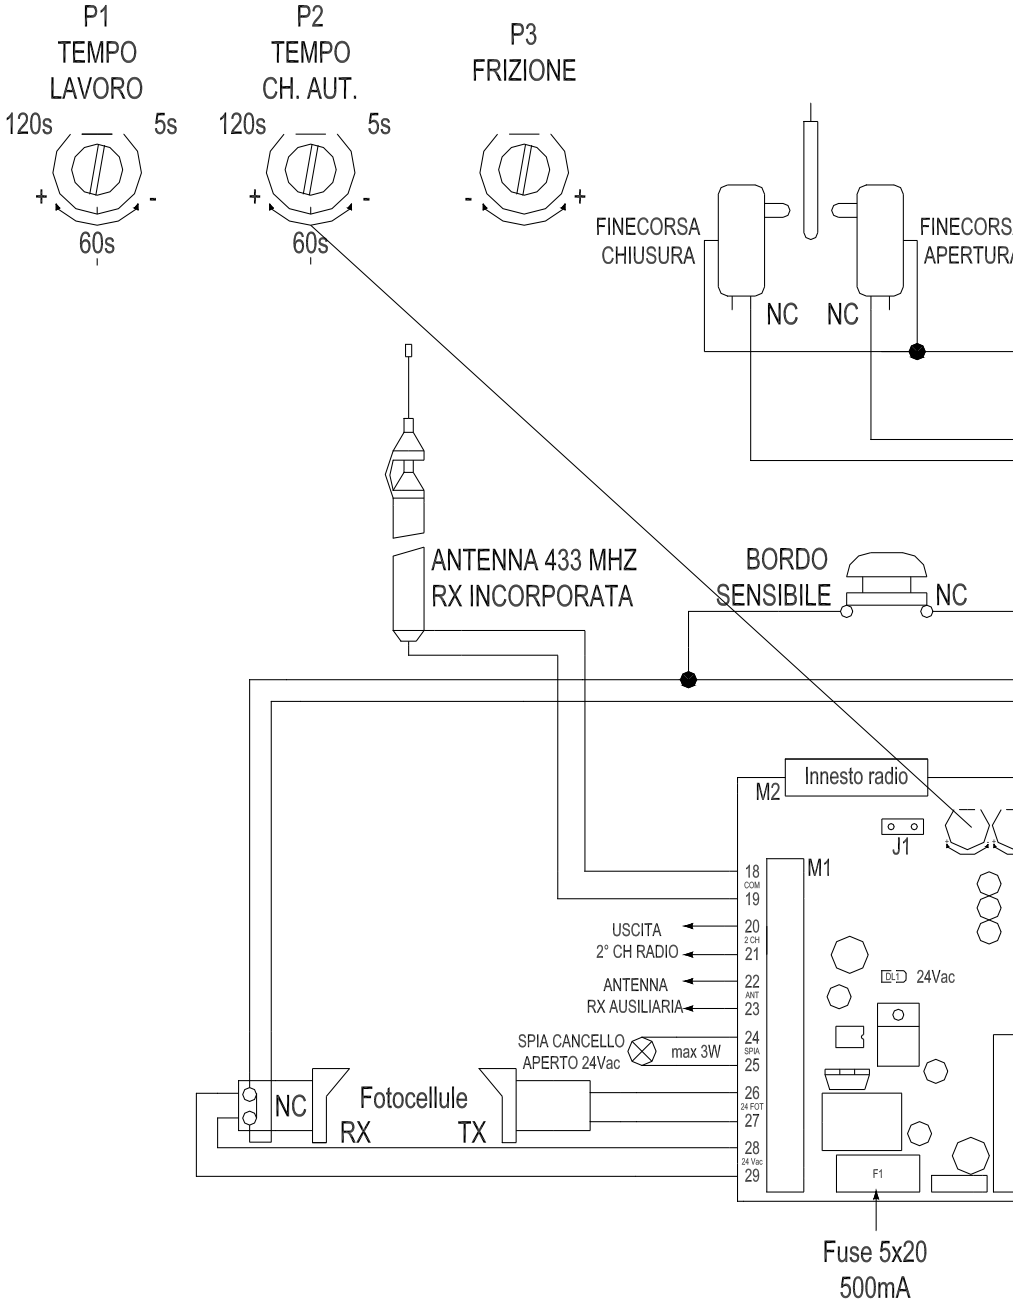 P1
TEMPO
LAVORO
120s 5s
+ -
60s
P2
TEMPO
CH. AUT.
120s 5s
+ -
60s
P3
FRIZIONE
- +
FINECORSA
CHIUSURA
FINECORSA
APERTURA
NC NC
ANTENNA 433 MHZ
RX INCORPORATA
BORDO
SENSIBILE
NC
Innesto radio
M2
J1
M1
18
COM
19
USCITA
2° CH RADIO
20
2 CH
21
ANTENNA
RX AUSILIARIA
22
ANT
23
SPIA CANCELLO
APERTO 24Vac
max 3W
24
SPIA
25
26
24 FOT
27
28
24 Vac
29
NC
RX
Fotocellule
TX
DL1
24Vac
F1
Fuse 5x20
500mA